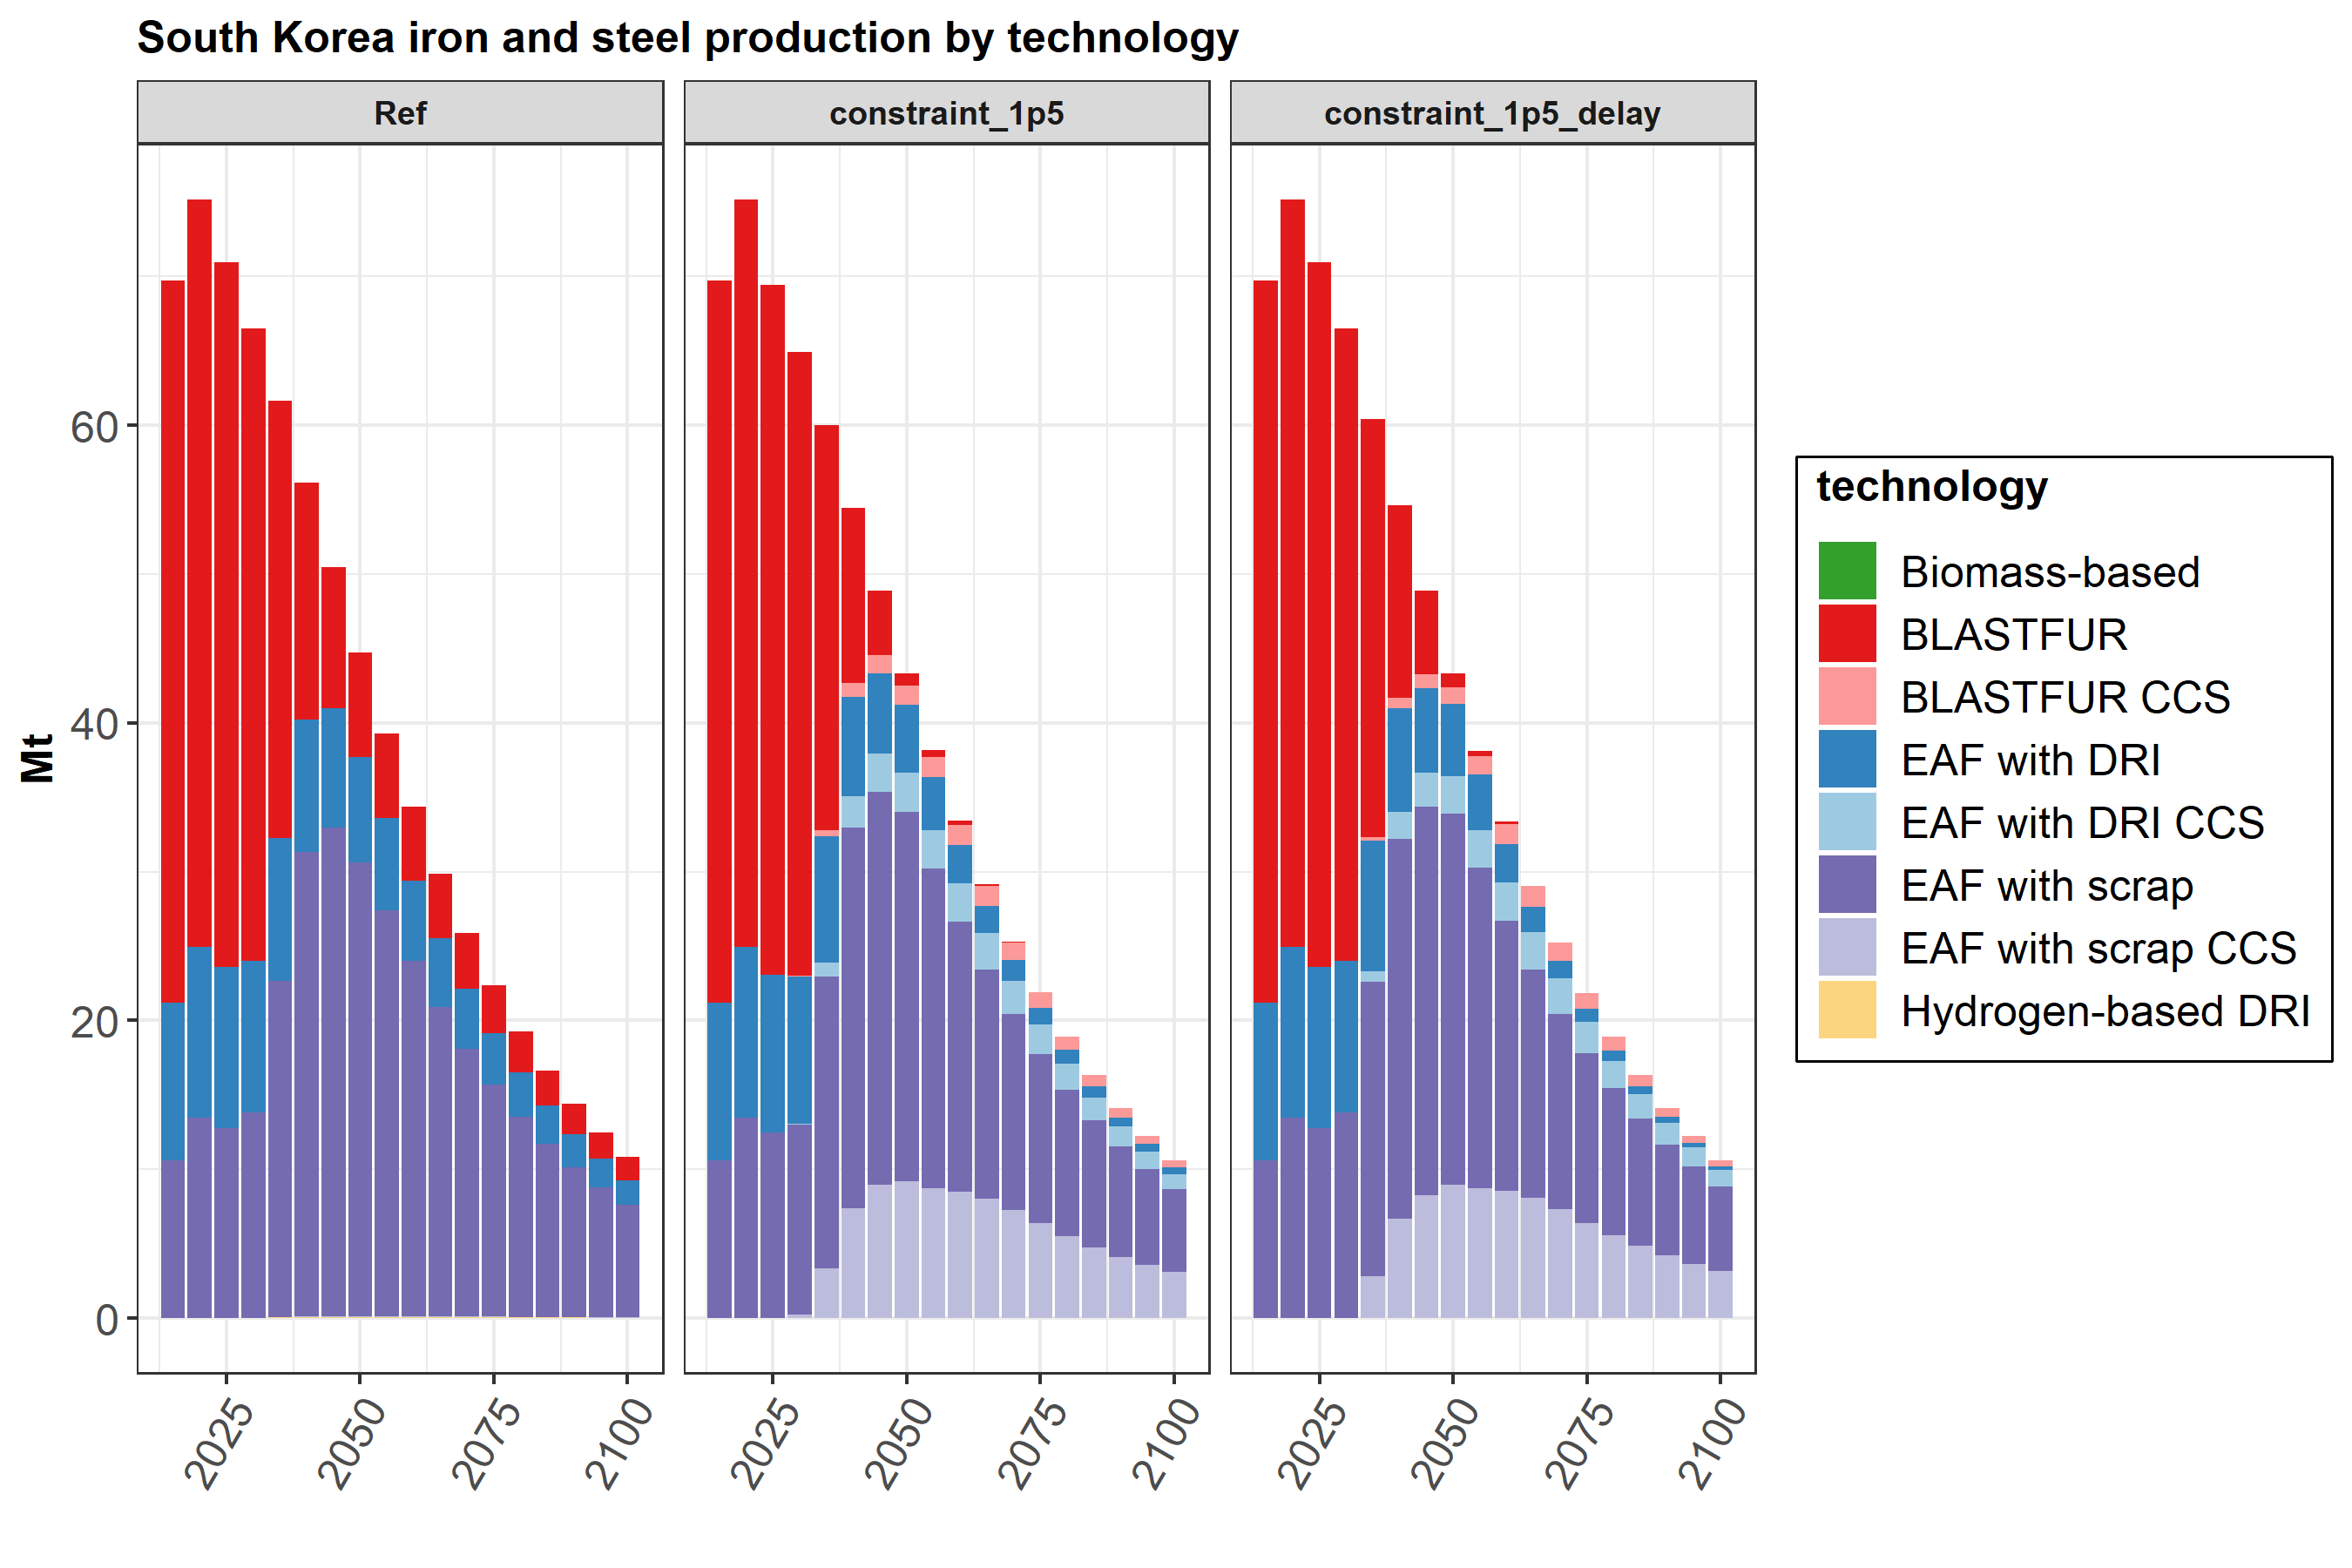 South Korea iron and steel production by technology
Ref
constraint_1p5
constraint_1p5_delay
Mt
60
40
20
0
2025
2050
2075
2100
2025
2050
2075
2100
2025
2050
2075
2100
technology
Biomass-based
BLASTFUR
BLASTFUR CCS
EAF with DRI
EAF with DRI CCS
EAF with scrap
EAF with scrap CCS
Hydrogen-based DRI